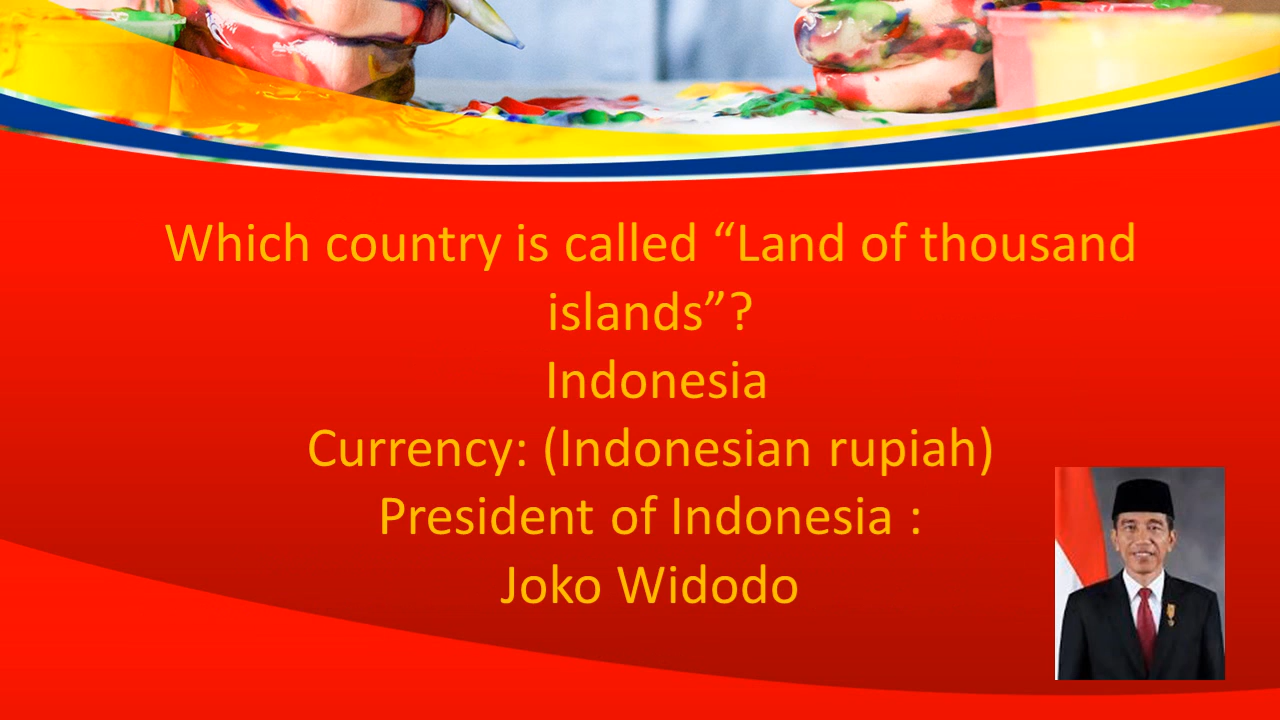 Which country is called “Land of thousand
islands”?
Indonesia
Currency: (Indonesian rupiah)
President of Indonesia :
Joko Widodo